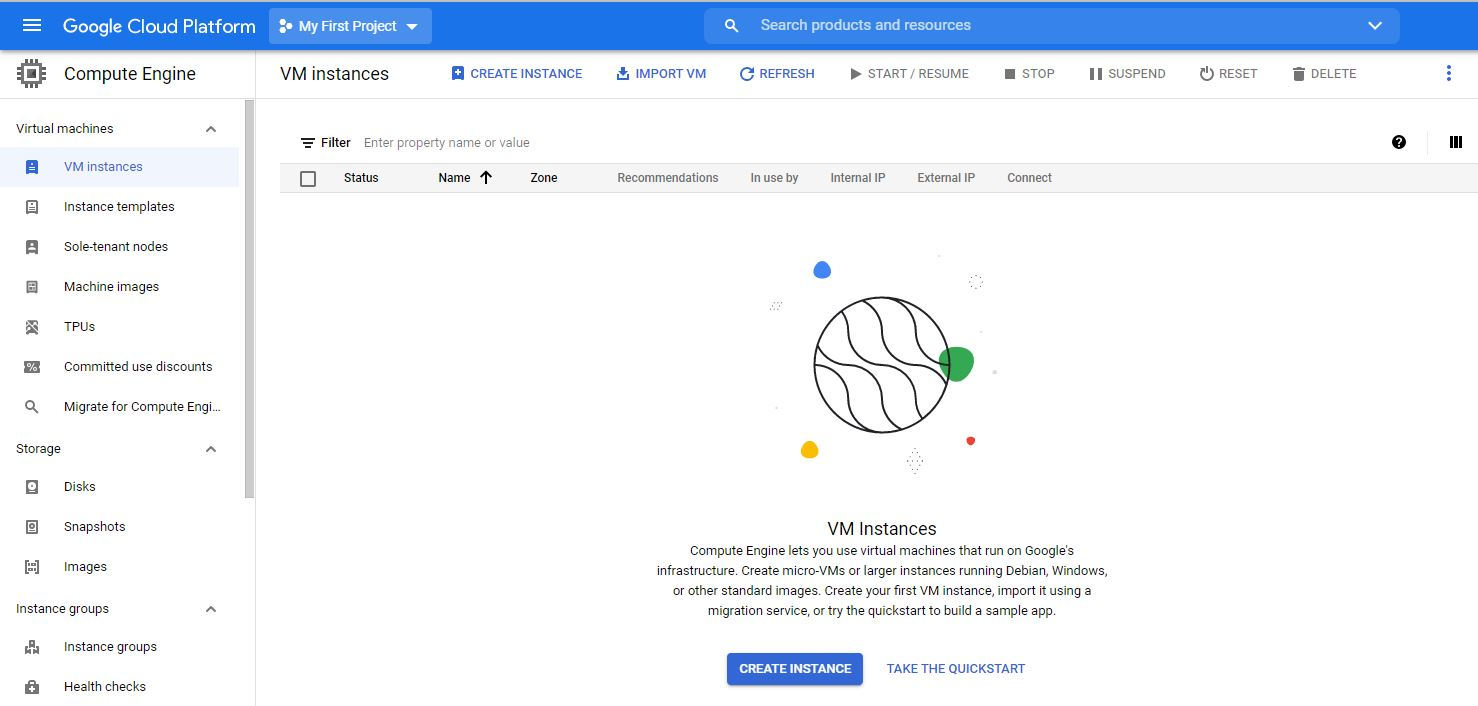 Google Cloud Platform My First Project Search products and resources
Compute Engine VM instances CREATE INSTANCE IMPORT VM REFRESH START / RESUME STOP SUSPEND RESET DELETE
Virtual machines
VM instances
Instance templates
Sole-tenant nodes
Machine images
TPUs
Committed use discounts
Migrate for Compute Engi...
Storage
Disks
Snapshots
Images
Instance groups
Instance groups
Health checks
Filter Enter property name or value
Status Name Zone Recommendations In use by Internal IP External IP Connect
VM Instances
Compute Engine lets you use virtual machines that run on Google's
infrastructure. Create micro-VMs or larger instances running Debian, Windows,
or other standard images. Create your first VM instance, import it using a
migration service, or try the quickstart to build a sample app.
CREATE INSTANCE TAKE THE QUICKSTART